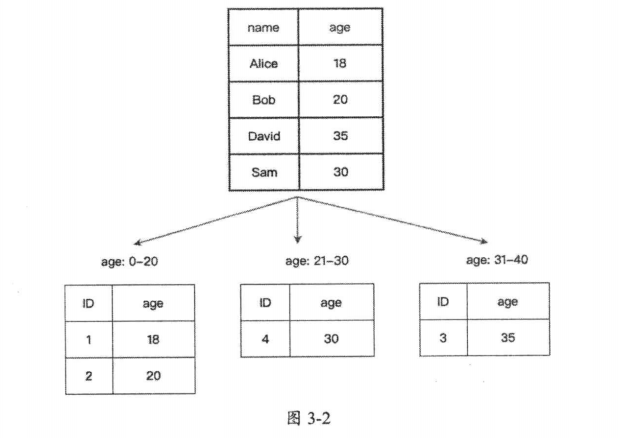 name age
Alice 18
Bob 20
David 35
Sam 30
age: 0–20
age: 21–30
age: 31–40
ID age
1 18
2 20
ID age
4 30
ID age
3 35
图 3-2